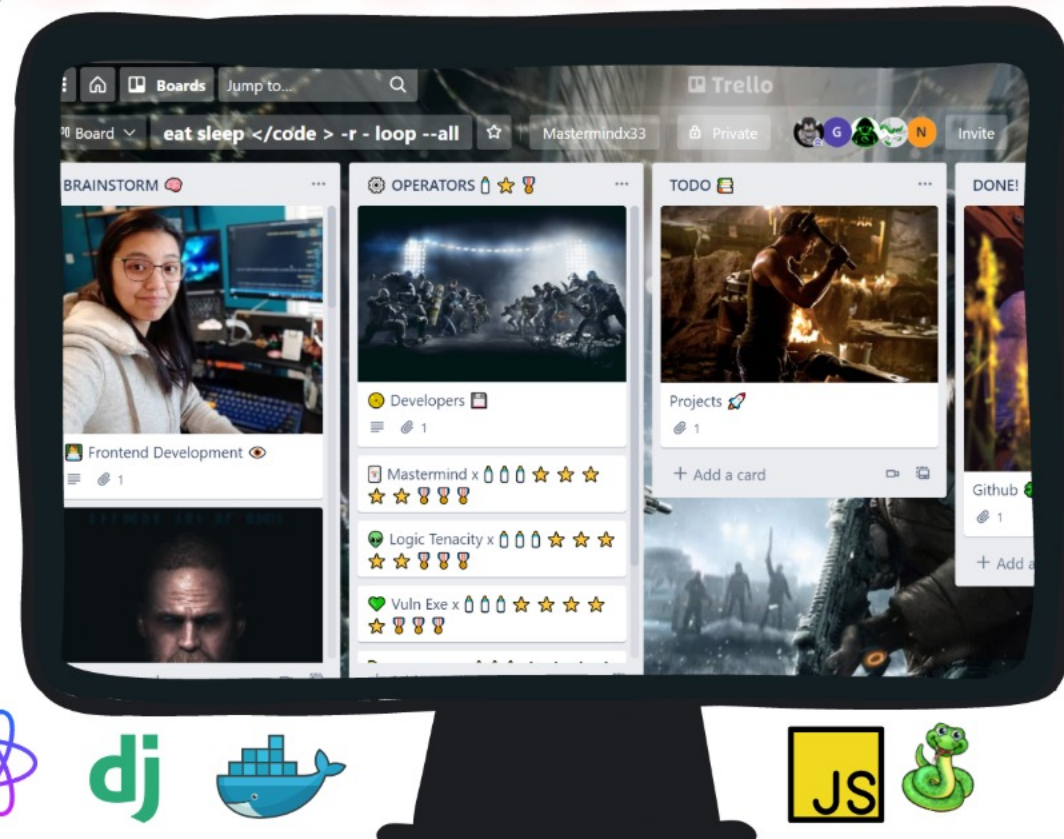 Boards Jump to...
Trello
Board eat sleep </code > -r - loop --all Mastermindx33 Private G N Invite
BRAINSTORM 🧠
Frontend Development 👁
1
OPERATORS 🍼 ⭐ 🎖
Developers 💾
1
Mastermind x 🍼 🍼 🍼 ⭐ ⭐ ⭐
⭐ ⭐ 🎖 🎖 🎖
Logic Tenacity x 🍼 🍼 🍼 ⭐ ⭐ ⭐
⭐ ⭐ 🎖 🎖 🎖
Vuln Exe x 🍼 🍼 🍼 ⭐ ⭐ ⭐ ⭐
⭐ 🎖 🎖 🎖
TODO
Projects 🚀
1
+ Add a card
DONE!
Github
1
+ Add a
dj
JS